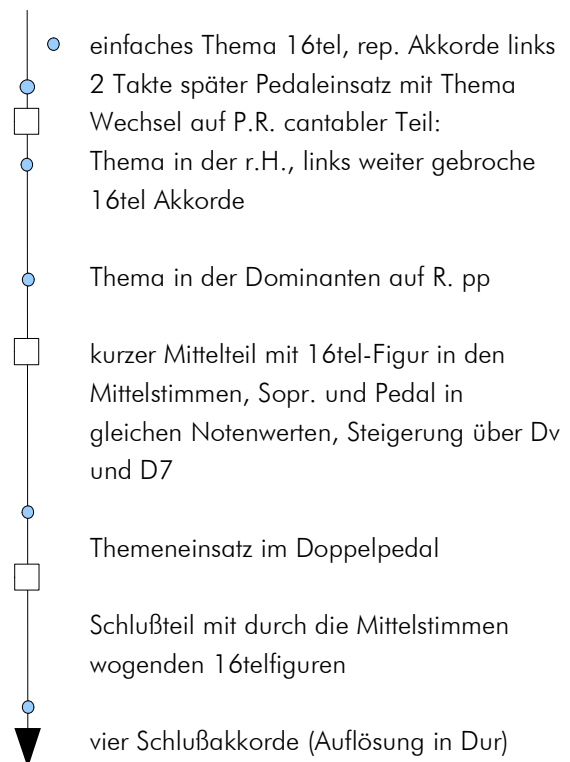 einfaches Thema 16tel, rep. Akkorde links
2 Takte später Pedaleinsatz mit Thema
Wechsel auf P.R. cantabler Teil:
Thema in der r.H., links weiter gebroche
16tel Akkorde
Thema in der Dominanten auf R. pp
kurzer Mittelteil mit 16tel-Figur in den
Mittelstimmen, Sopr. und Pedal in
gleichen Notenwerten, Steigerung über Dv
und D7
Themeneinsatz im Doppelpedal
Schlußteil mit durch die Mittelstimmen
wogenden 16telfiguren
vier Schlußakkorde (Auflösung in Dur)